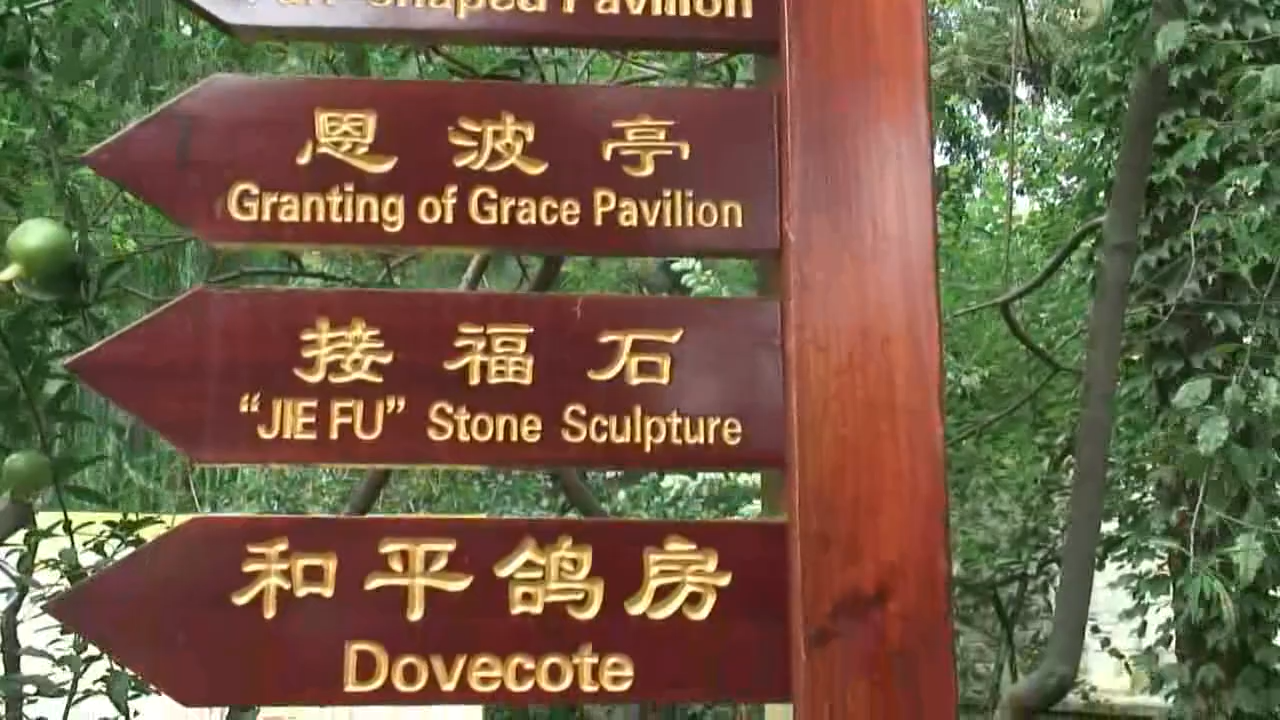 Fan-Shaped Pavilion
恩波亭
Granting of Grace Pavilion
接福石
“JIE FU” Stone Sculpture
和平鸽房
Dovecote